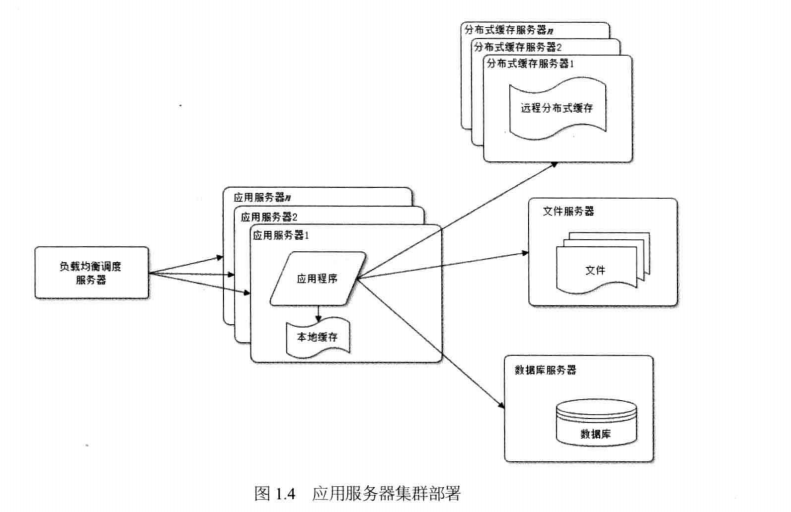 分布式缓存服务器n
分布式缓存服务器2
分布式缓存服务器1
远程分布式缓存
应用服务器n
应用服务器2
应用服务器1
应用程序
本地缓存
负载均衡调度
服务器
文件服务器
文件
数据库服务器
数据库
图 1.4 应用服务器集群部署